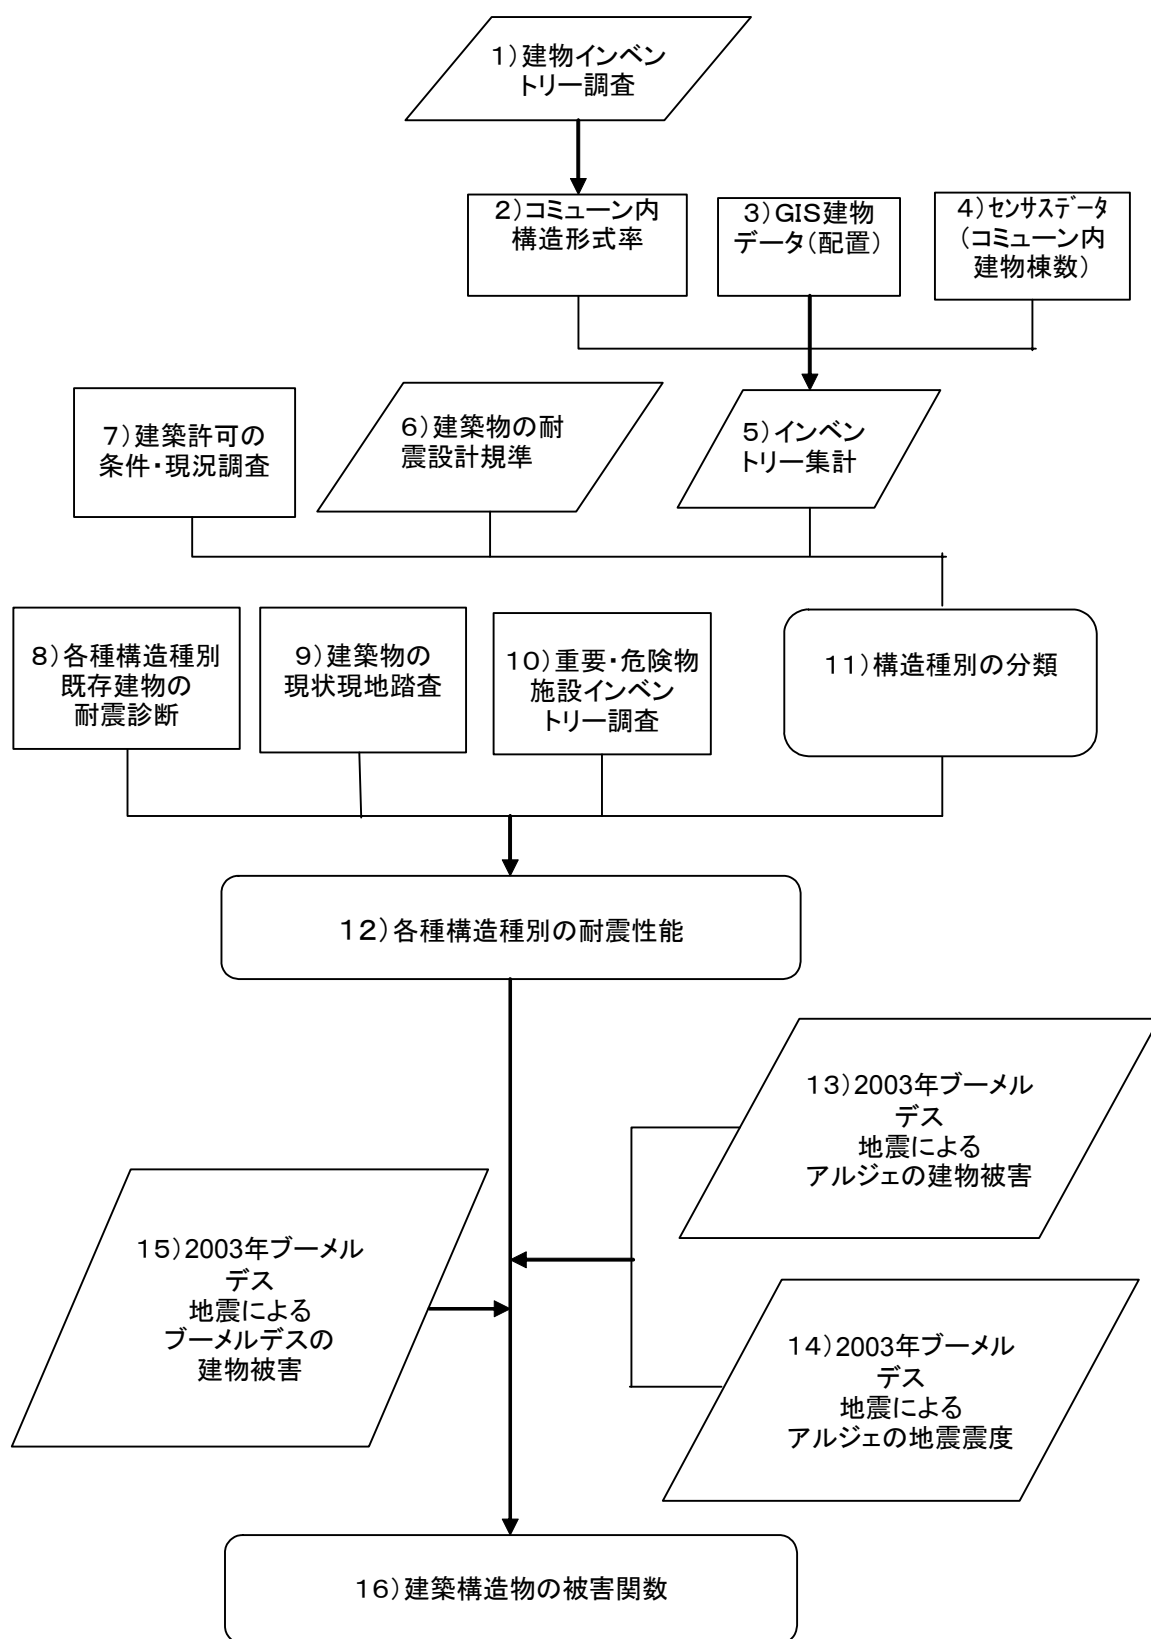 1)建物インベン
トリー調査
2)コミューン内
構造形式率
3)GIS建物
データ(配置)
4)センサスデータ
(コミューン内
建物棟数)
7)建築許可の
条件・現況調査
6)建築物の耐
震設計規準
5)インベン
トリー集計
8)各種構造種別
既存建物の
耐震診断
9)建築物の
現状現地踏査
10)重要・危険物
施設インベン
トリー調査
11)構造種別の分類
12)各種構造種別の耐震性能
13)2003年ブーメル
デス
地震による
アルジェの建物被害
15)2003年ブーメル
デス
地震による
ブーメルデスの
建物被害
14)2003年ブーメル
デス
地震による
アルジェの地震震度
16)建築構造物の被害関数